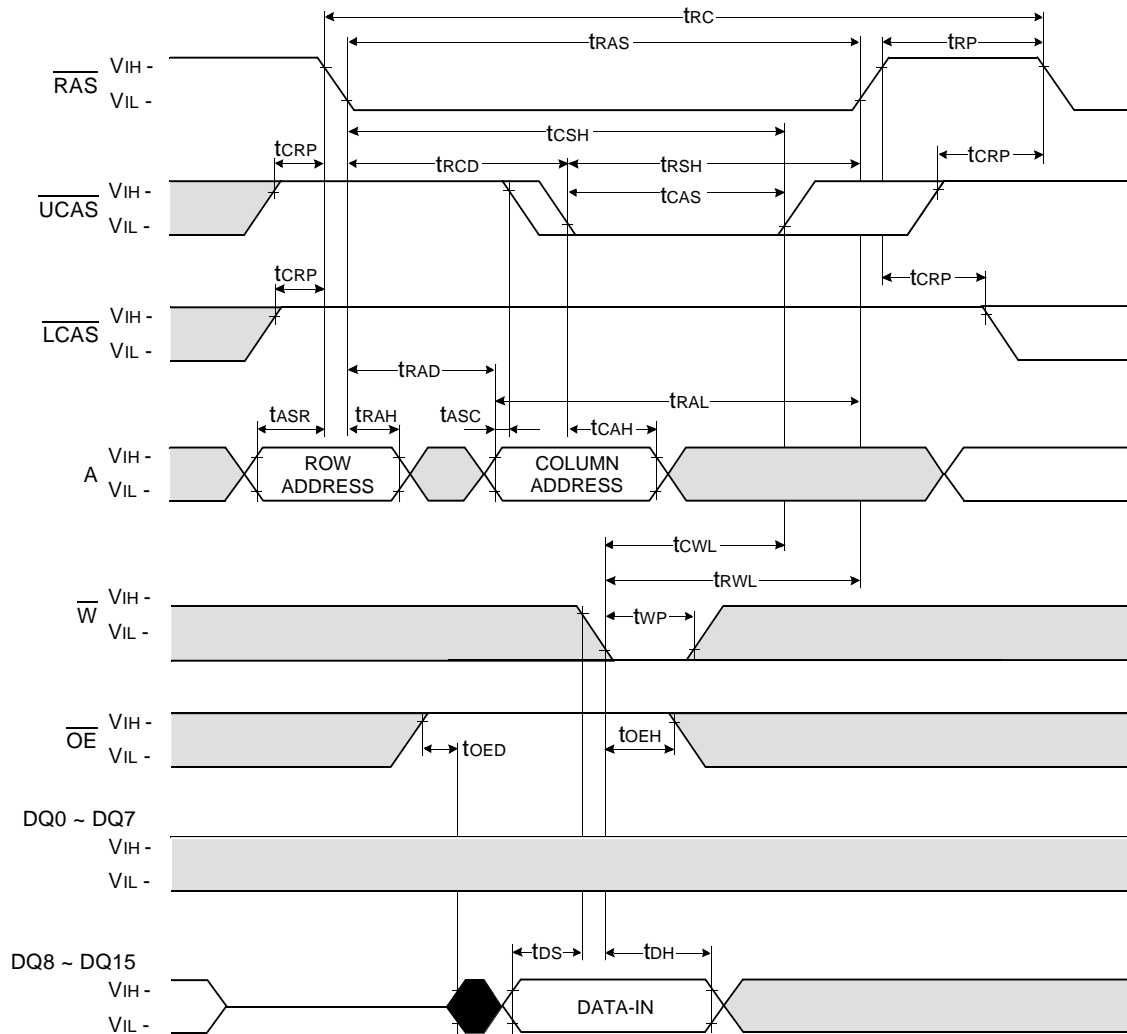 tRC
tRAS tRP
RAS VIH -
VIL -
tCSH
tCRP tRCD tRSH tCRP
UCAS VIH -
VIL -
tCAS
tCRP tCRP
LCAS VIH -
VIL -
tRAD
tRAL
tASR tRAH tASC tCAH
A VIH -
VIL -
ROW
ADDRESS
COLUMN
ADDRESS
tCWL
tRWL
W VIH -
VIL -
tWP
OE VIH -
VIL -
tOED tOEH
DQ0 ~ DQ7
VIH -
VIL -
tDS tDH
DQ8 ~ DQ15
VIH -
VIL -
DATA-IN